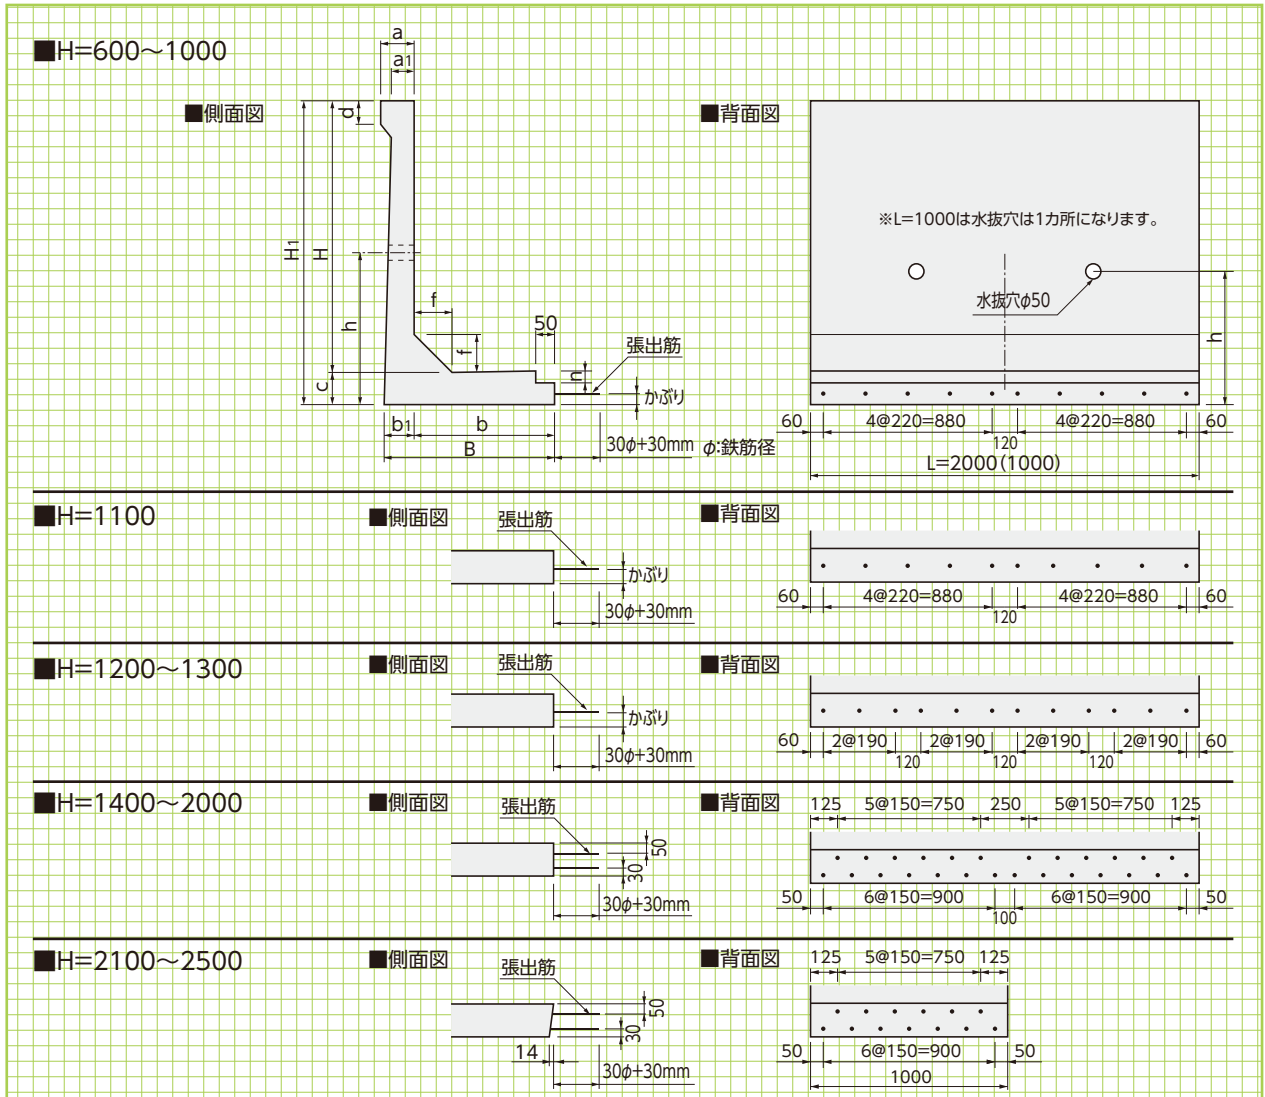 ■H=600～1000
■側面図
a
a1
d
H1
H
h
c
f
f
50
n
張出筋
かぶり
b1
b
B
30φ+30mm
φ:鉄筋径
■背面図
※L=1000は水抜穴は1カ所になります。
水抜穴φ50
h
60
4@220=880
120
4@220=880
60
L=2000(1000)
■H=1100
■側面図
張出筋
かぶり
30φ+30mm
■背面図
60
4@220=880
120
4@220=880
60
■H=1200～1300
■側面図
張出筋
かぶり
30φ+30mm
■背面図
60
2@190
120
2@190
120
2@190
120
2@190
60
■H=1400～2000
■側面図
張出筋
50
30
30φ+30mm
■背面図
125
5@150=750
250
5@150=750
125
50
6@150=900
100
6@150=900
50
■H=2100～2500
■側面図
張出筋
50
30
14
30φ+30mm
■背面図
125
5@150=750
125
50
6@150=900
50
1000